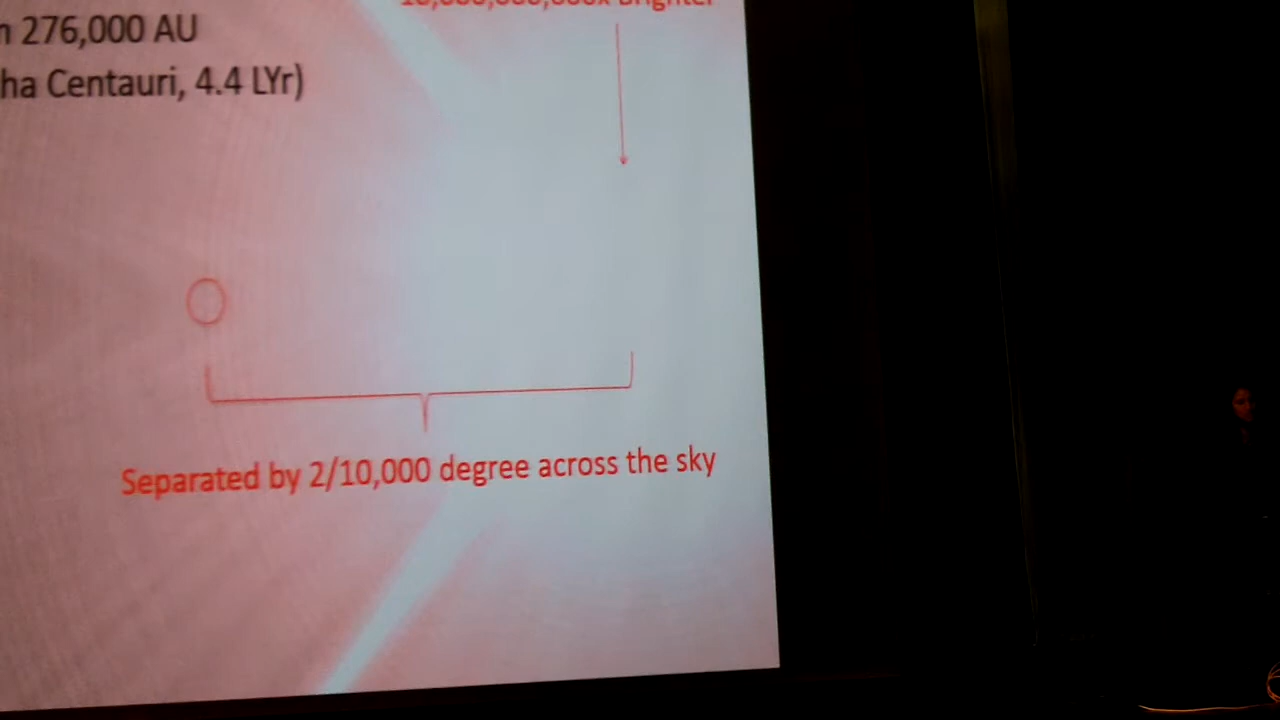 276,000 AU
Centauri, 4.4 LYr)
Separated by 2/10,000 degree across the sky